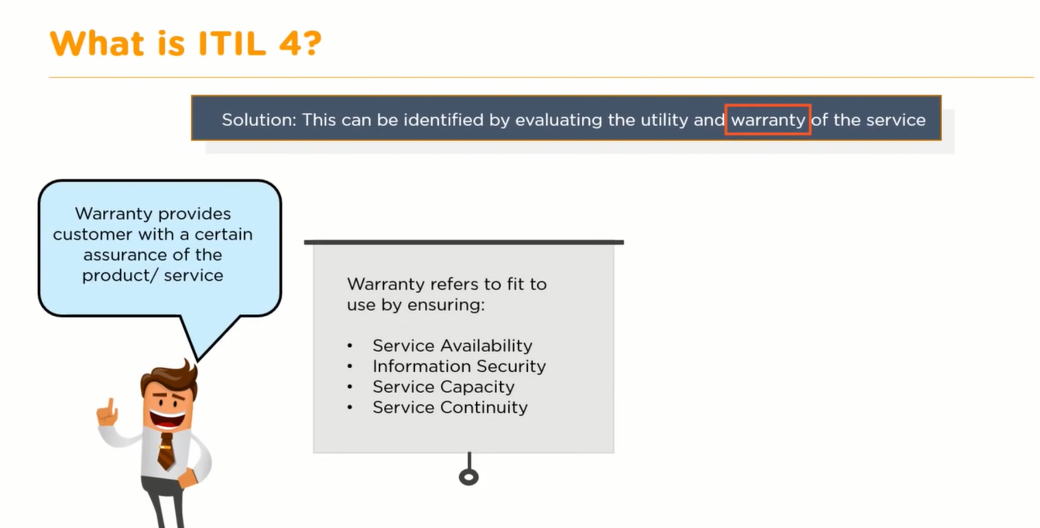 What is ITIL 4?
Solution: This can be identified by evaluating the utility and warranty of the service
Warranty provides
customer with a certain
assurance of the
product/ service
Warranty refers to fit to
use by ensuring:
• Service Availability
• Information Security
• Service Capacity
• Service Continuity